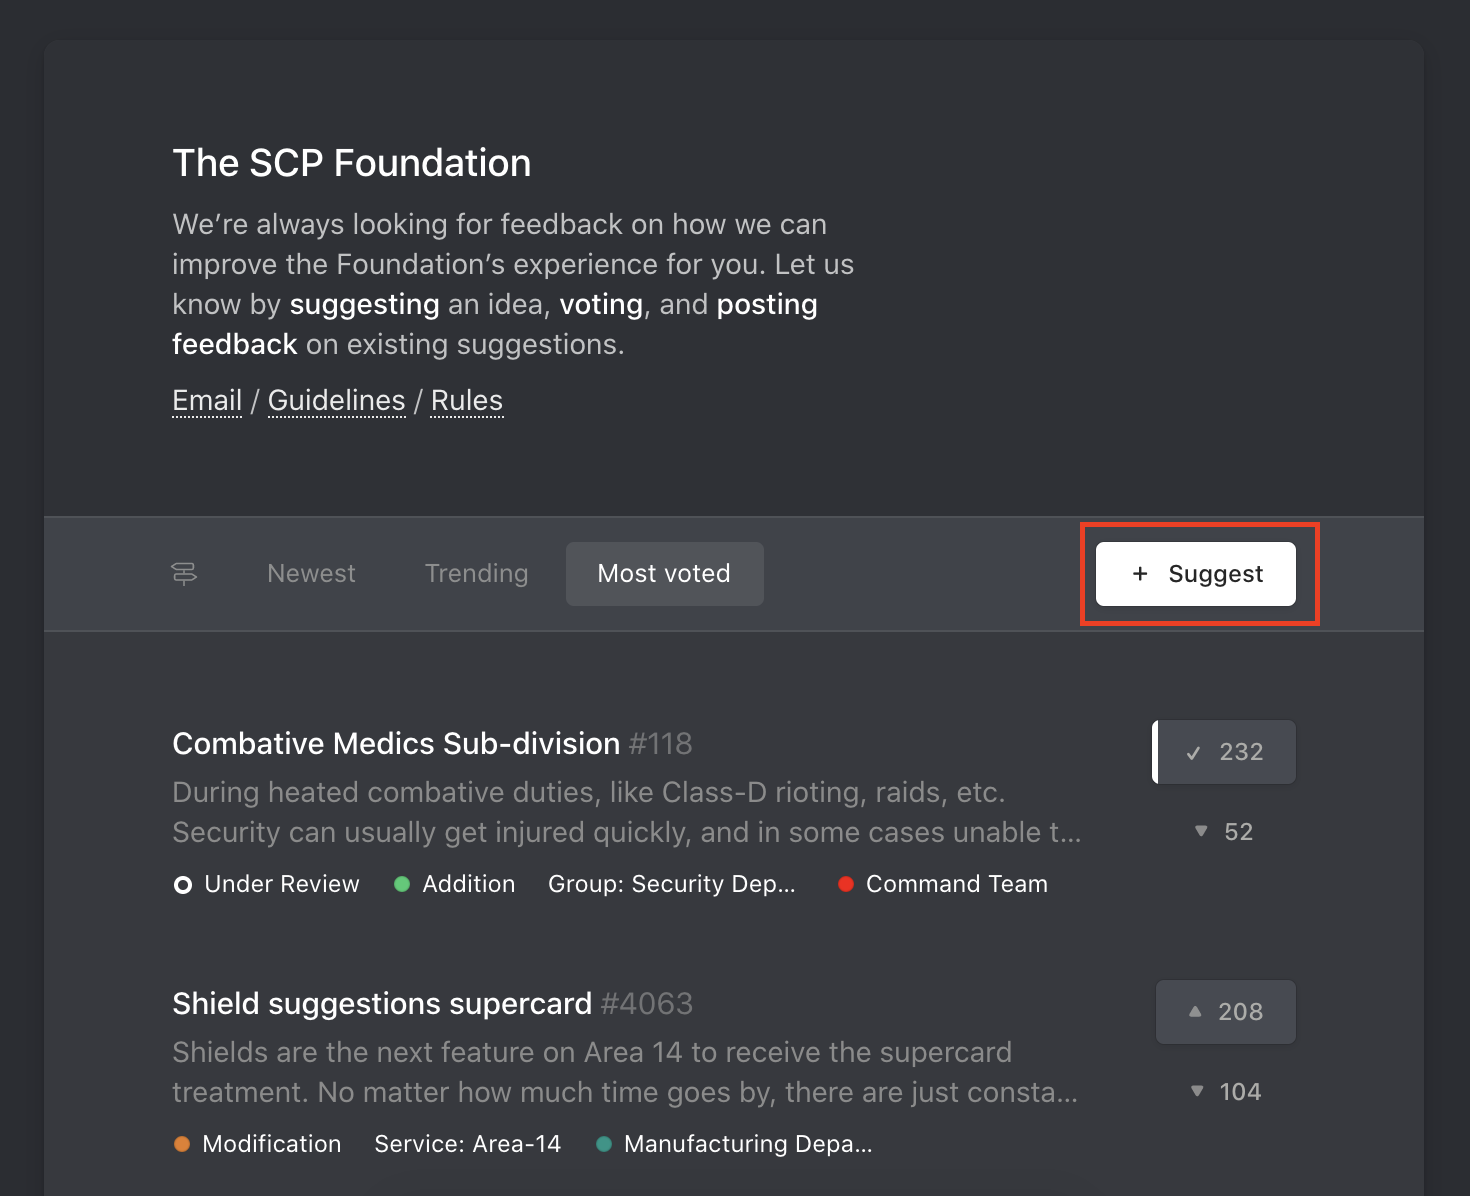 The SCP Foundation
We’re always looking for feedback on how we can
improve the Foundation’s experience for you. Let us
know by suggesting an idea, voting, and posting
feedback on existing suggestions.
Email / Guidelines / Rules
Newest Trending Most voted + Suggest
Combative Medics Sub-division #118
232
During heated combative duties, like Class-D rioting, raids, etc.
Security can usually get injured quickly, and in some cases unable t...
52
Under Review Addition Group: Security Dep... Command Team
Shield suggestions supercard #4063
208
Shields are the next feature on Area 14 to receive the supercard
treatment. No matter how much time goes by, there are just consta...
104
Modification Service: Area-14 Manufacturing Depa...